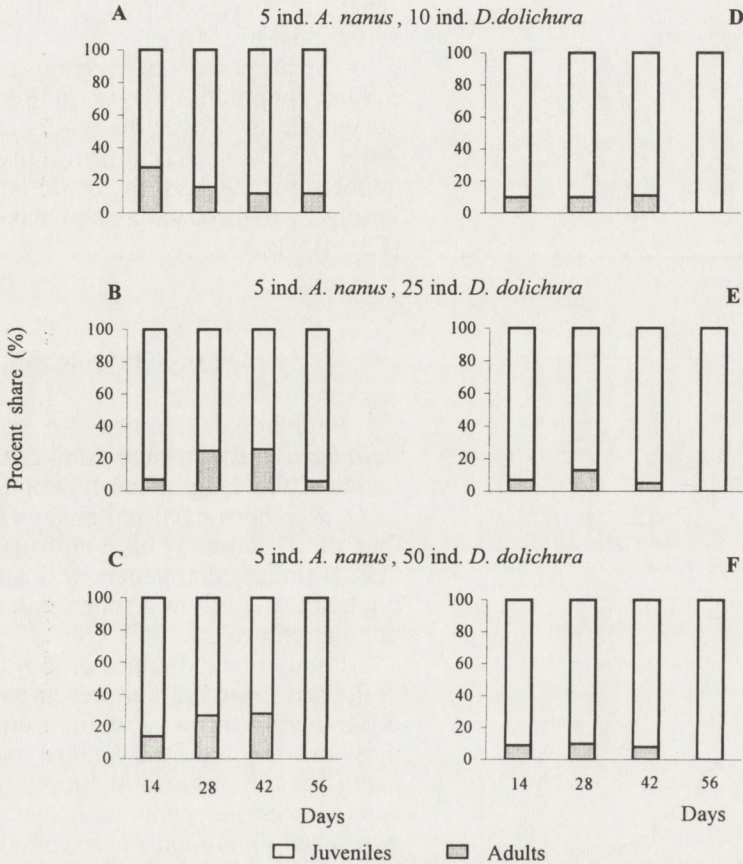 A 5 ind. A. nanus , 10 ind. D.dolichura D
100 100
80 80
60 60
40 40
20 20
0 0
B 5 ind. A. nanus , 25 ind. D. dolichura E
100 100
80 80
60 60
40 40
20 20
0 0
Procent share (%)
C 5 ind. A. nanus , 50 ind. D. dolichura F
100 100
80 80
60 60
40 40
20 20
0 0
14 28 42 56 14 28 42 56
Days Days
Juveniles Adults